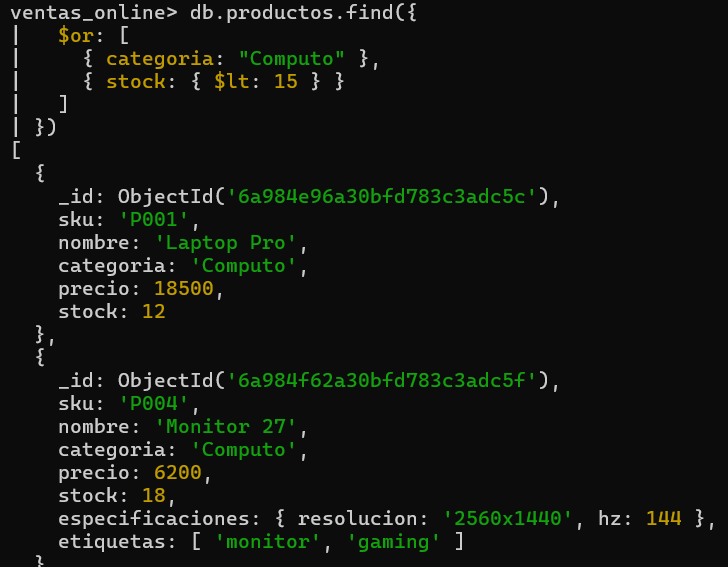 ventas_online> db.productos.find({
|   $or: [
|     { categoria: "Computo" },
|     { stock: { $lt: 15 } }
|   ]
| })
[
  {
    _id: ObjectId('6a984e96a30bfd783c3adc5c'),
    sku: 'P001',
    nombre: 'Laptop Pro',
    categoria: 'Computo',
    precio: 18500,
    stock: 12
  },
  {
    _id: ObjectId('6a984f62a30bfd783c3adc5f'),
    sku: 'P004',
    nombre: 'Monitor 27',
    categoria: 'Computo',
    precio: 6200,
    stock: 18,
    especificaciones: { resolucion: '2560x1440', hz: 144 },
    etiquetas: [ 'monitor', 'gaming' ]
  }